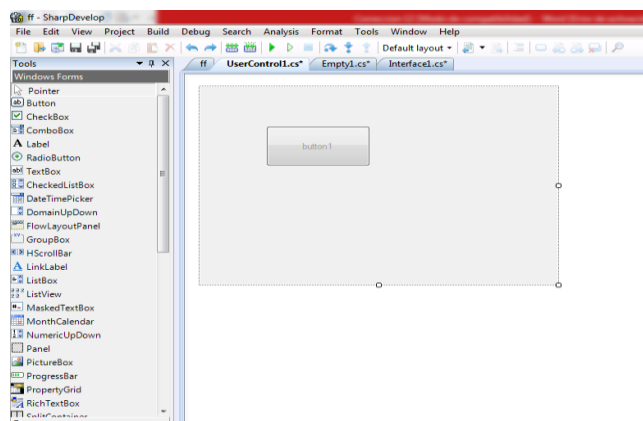 ff - SharpDevelop
File Edit View Project Build Debug Search Analysis Format Tools Window Help
Default layout
Tools
ff UserControl1.cs* Empty1.cs* Interface1.cs*
Windows Forms
Pointer
Button
CheckBox
ComboBox
Label
RadioButton
TextBox
CheckedListBox
DateTimePicker
DomainUpDown
FlowLayoutPanel
GroupBox
HScrollBar
LinkLabel
ListBox
ListView
MaskedTextBox
MonthCalendar
NumericUpDown
Panel
PictureBox
ProgressBar
PropertyGrid
RichTextBox
SplitContainer
button1